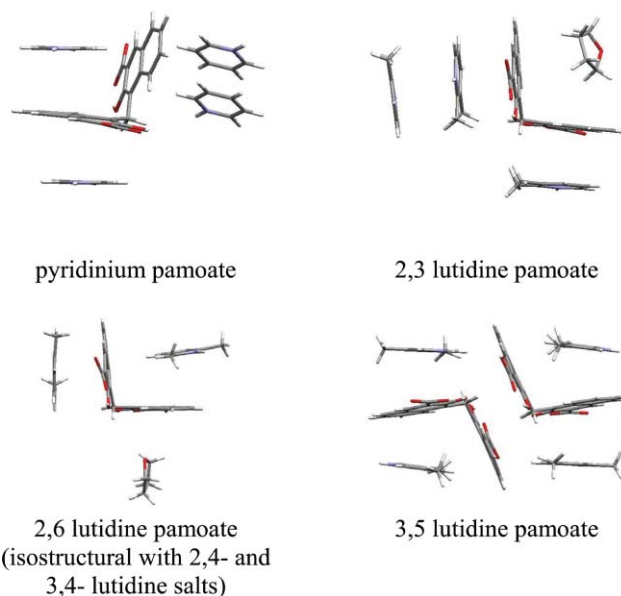 pyridinium pamoate
2,3 lutidine pamoate
2,6 lutidine pamoate
(isostructural with 2,4- and
3,4- lutidine salts)
3,5 lutidine pamoate